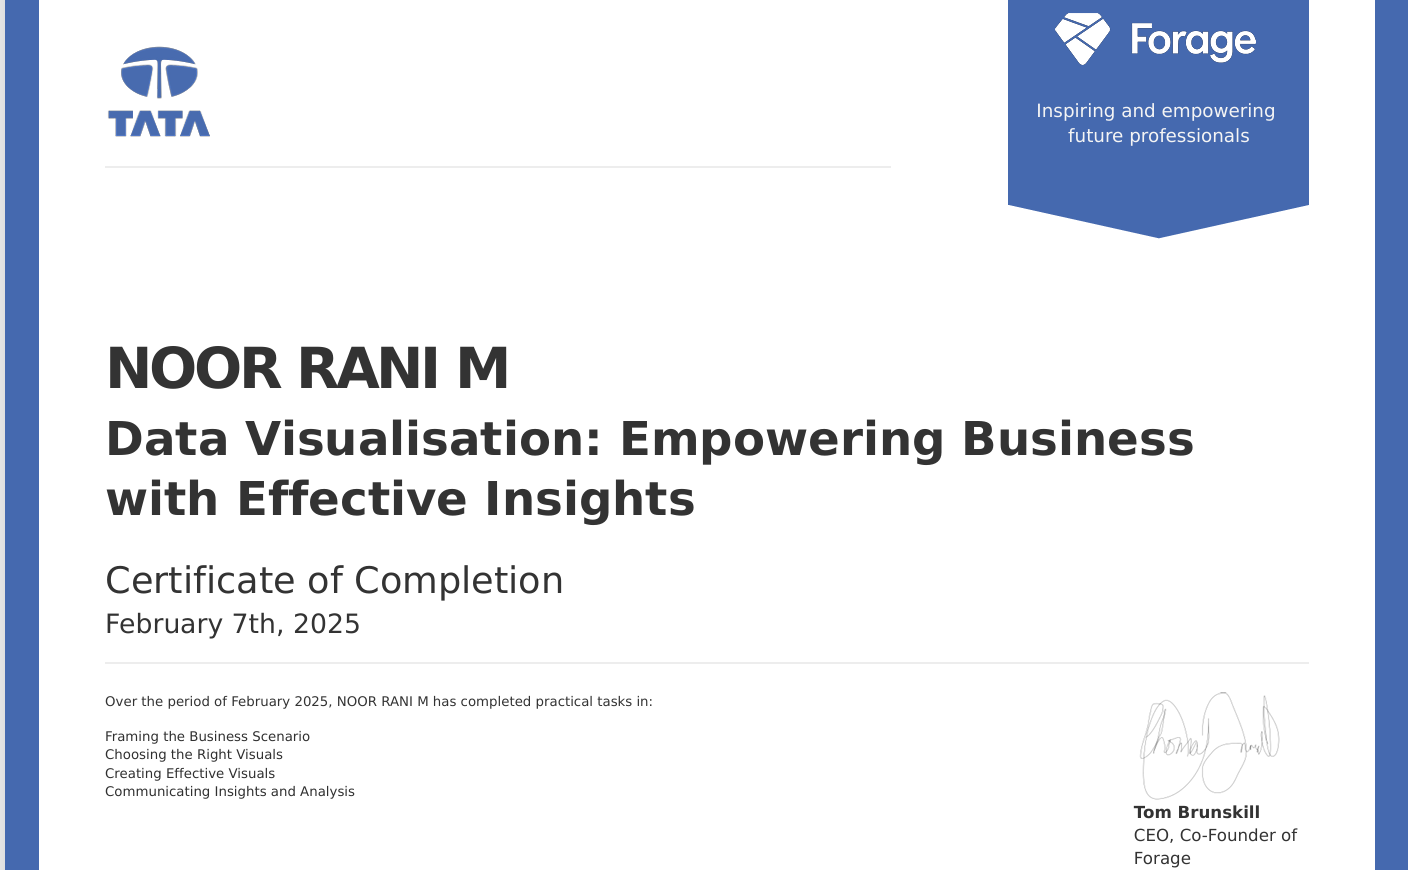 TATA
Forage
Inspiring and empowering
future professionals
NOOR RANI M
Data Visualisation: Empowering Business
with Effective Insights
Certificate of Completion
February 7th, 2025
Over the period of February 2025, NOOR RANI M has completed practical tasks in:
Framing the Business Scenario
Choosing the Right Visuals
Creating Effective Visuals
Communicating Insights and Analysis
Tom Brunskill
CEO, Co-Founder of
Forage